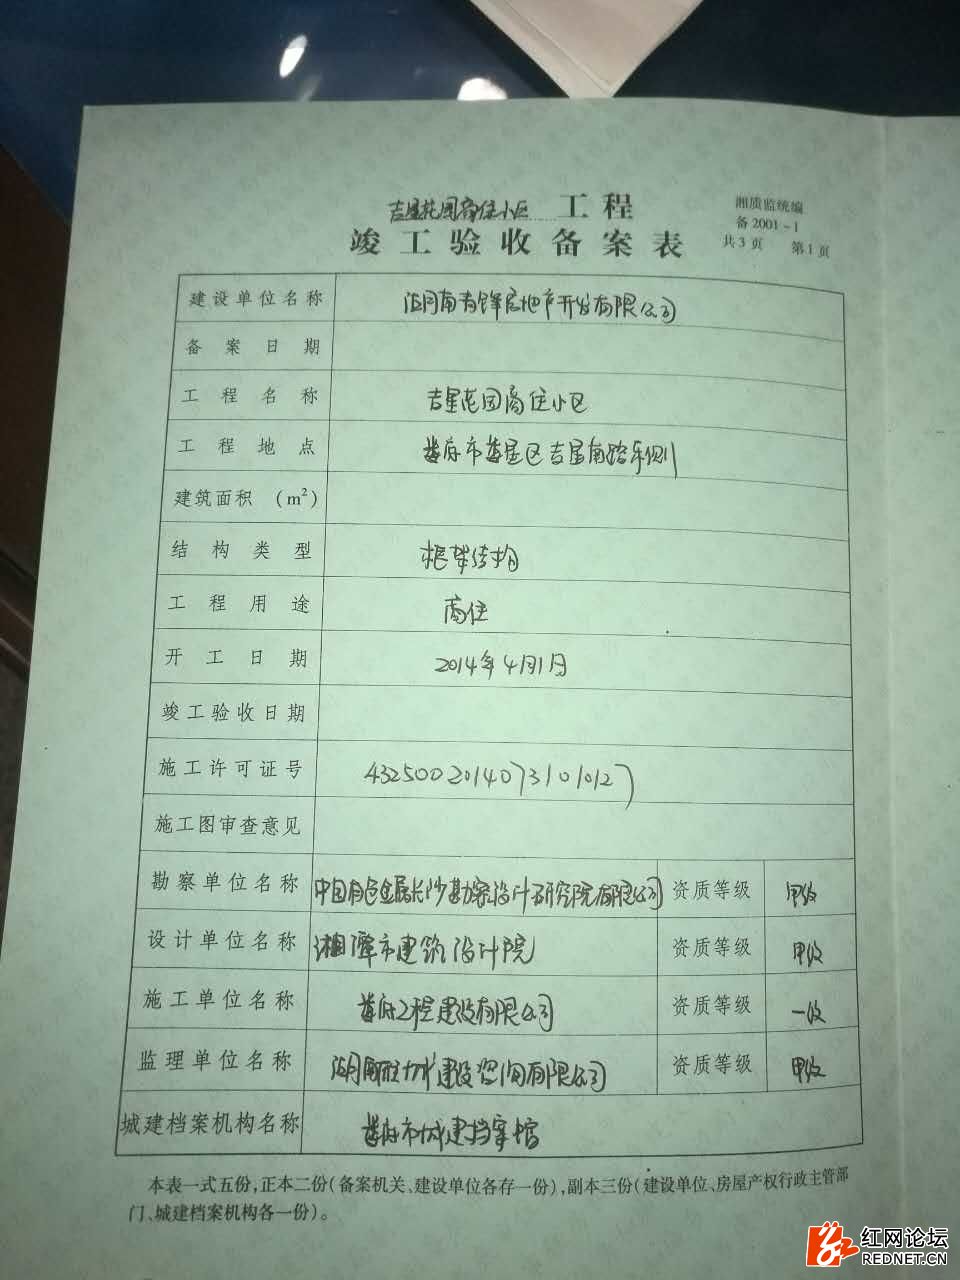 吉星花园商住小区 工程
竣工验收备案表
湘质监统编
备 2001-1
共3页 第1页
建设单位名称 湖南青锋房地产开发有限公司
备案日期
工程名称 吉星花园商住小区
工程地点 娄底市娄星区吉星南路东侧
建筑面积 (m²)
结构类型 框架结构
工程用途 商住
开工日期 2014年4月1日
竣工验收日期
施工许可证号 43250020140731010127
施工图审查意见
勘察单位名称 中国有色金属长沙勘察设计研究院有限公司 资质等级 甲级
设计单位名称 湘潭市建筑设计院 资质等级 甲级
施工单位名称 娄底工程建设有限公司 资质等级 一级
监理单位名称 湖南 建设咨询有限公司 资质等级 甲级
城建档案机构名称 娄底市城建档案馆
本表一式五份,正本二份(备案机关、建设单位各存一份),副本三份(建设单位、房屋产权行政主管部
门、城建档案机构各一份)。
红网论坛
REDNET.CN